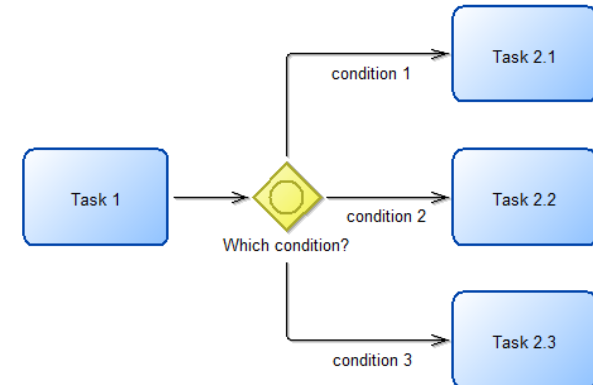 Task 2.1
condition 1
Task 1
Task 2.2
condition 2
Which condition?
Task 2.3
condition 3